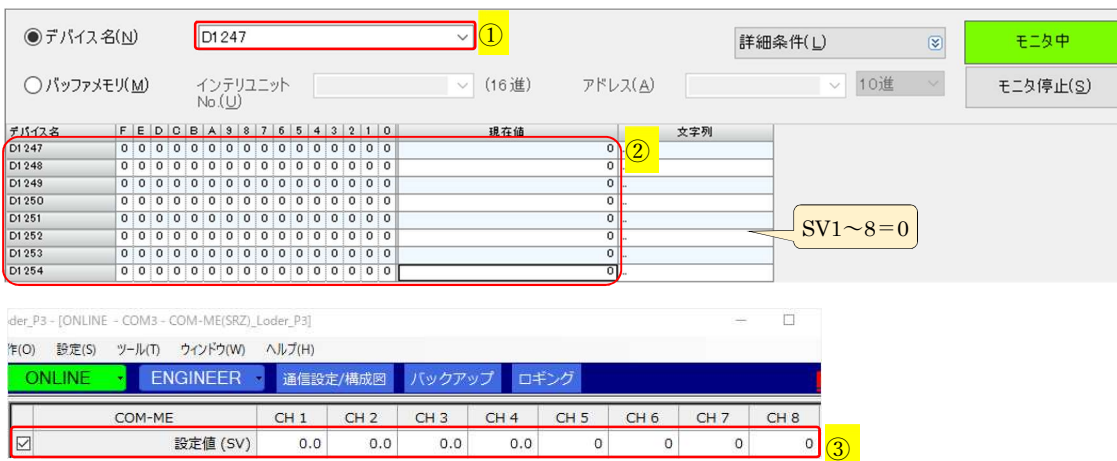 デバイス名(N) D1247 ① 詳細条件(L) モニタ中
バッファメモリ(M) インテリユニット No.(U) (16進) アドレス(A) 10進 モニタ停止(S)
デバイス名 F E D C B A 9 8 7 6 5 4 3 2 1 0 現在値 文字列
D1247 0 0 0 0 0 0 0 0 0 0 0 0 0 0 0 0 0 .. ②
D1248 0 0 0 0 0 0 0 0 0 0 0 0 0 0 0 0 0 ..
D1249 0 0 0 0 0 0 0 0 0 0 0 0 0 0 0 0 0 ..
D1250 0 0 0 0 0 0 0 0 0 0 0 0 0 0 0 0 0 ..
D1251 0 0 0 0 0 0 0 0 0 0 0 0 0 0 0 0 0 ..
D1252 0 0 0 0 0 0 0 0 0 0 0 0 0 0 0 0 0 .. SV1～8＝0
D1253 0 0 0 0 0 0 0 0 0 0 0 0 0 0 0 0 0 ..
D1254 0 0 0 0 0 0 0 0 0 0 0 0 0 0 0 0 0 ..
der_P3 - [ONLINE - COM3 - COM-ME(SRZ)_Loder_P3]
作(O) 設定(S) ツール(T) ウィンドウ(W) ヘルプ(H)
ONLINE ENGINEER 通信設定/構成図 バックアップ ロギング
COM-ME CH 1 CH 2 CH 3 CH 4 CH 5 CH 6 CH 7 CH 8
設定値 (SV) 0.0 0.0 0.0 0.0 0 0 0 0 ③